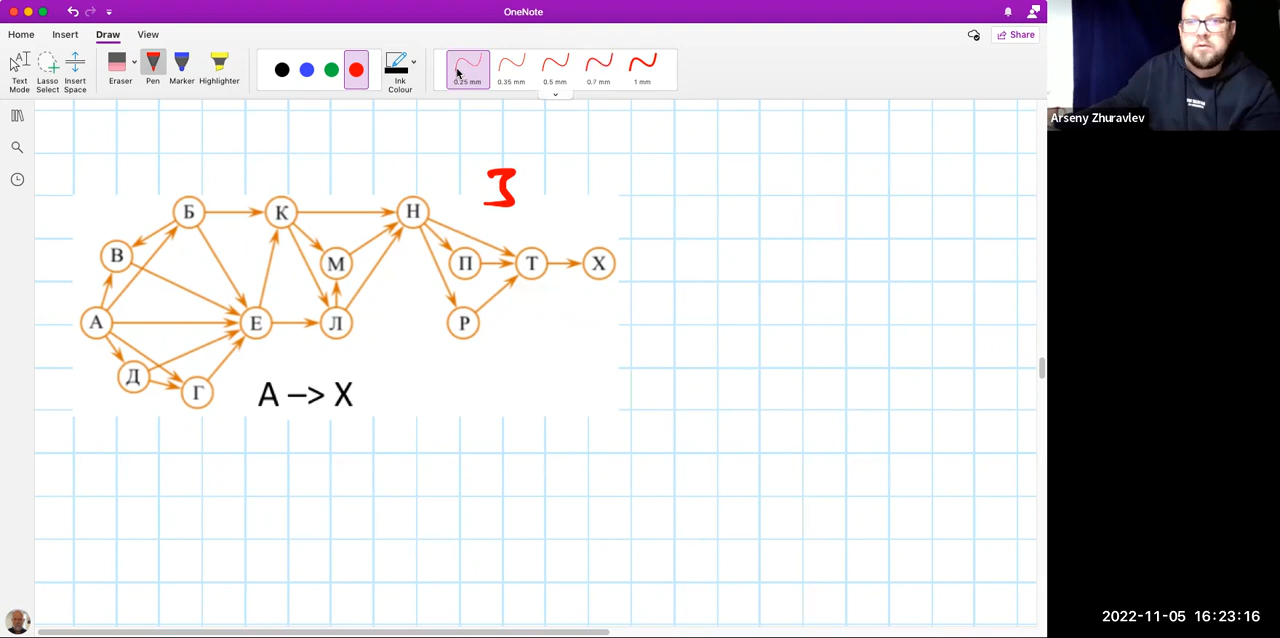 OneNote
Home Insert Draw View
Share
Text Mode
Lasso Select
Insert Space
Eraser
Pen
Marker
Highlighter
Ink Colour
0.25 mm
0.35 mm
0.5 mm
0.7 mm
1 mm
Arseny Zhuravlev
Б К Н
В М П Т Х
А Е Л Р
Д Г
А –> Х
2022-11-05 16:23:16